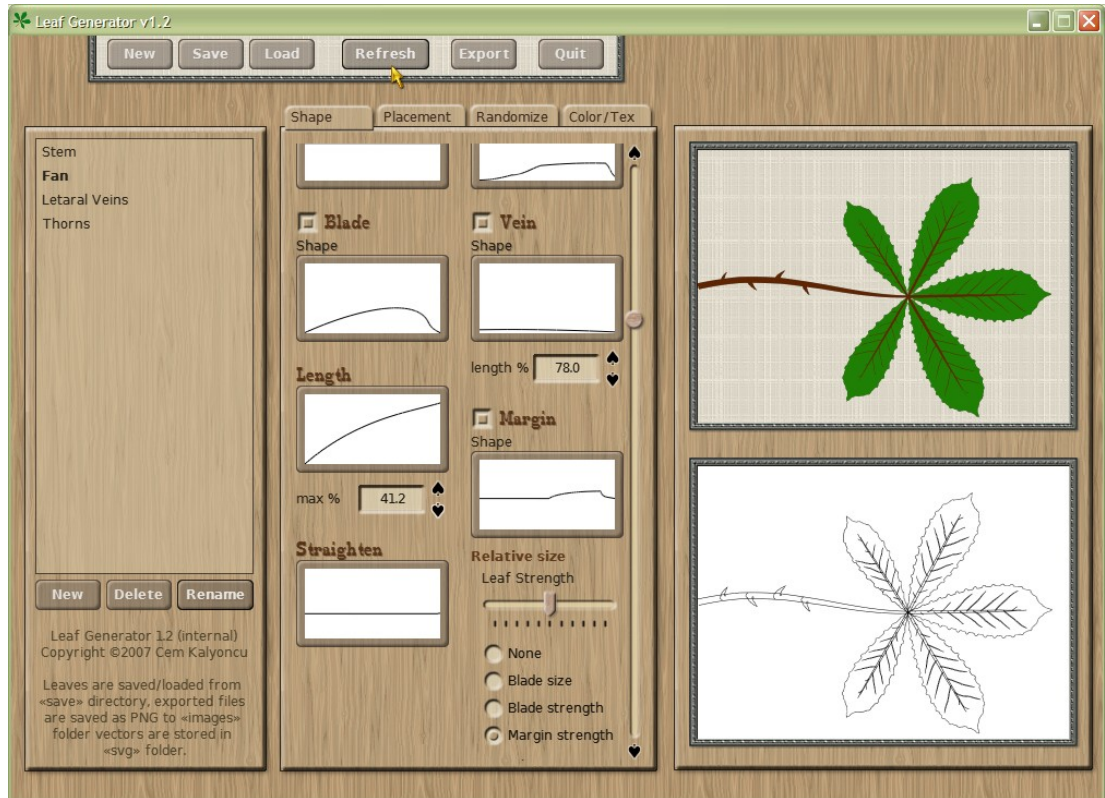 Leaf Generator v1.2
New Save Load Refresh Export Quit
Shape Placement Randomize Color/Tex
Stem
Fan
Letaral Veins
Thorns
New Delete Rename
Leaf Generator 1.2 (internal)
Copyright ©2007 Cem Kalyoncu
Leaves are saved/loaded from
«save» directory, exported files
are saved as PNG to «images»
folder vectors are stored in
«svg» folder.
Blade
Shape
Length
max % 41.2
Straighten
Vein
Shape
length % 78.0
Margin
Shape
Relative size
Leaf Strength
None
Blade size
Blade strength
Margin strength